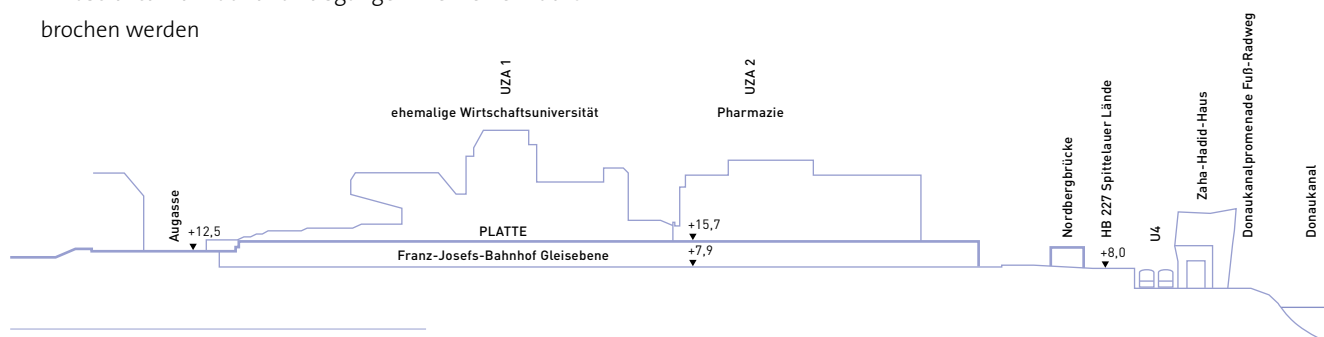 brochen werden
UZA 1
UZA 2
ehemalige Wirtschaftsuniversität
Pharmazie
Augasse
+12,5
PLATTE
+15,7
Franz-Josefs-Bahnhof Gleisebene
+7,9
Nordbergbrücke
HB 227 Spittelauer Lände
+8,0
U4
Zaha-Hadid-Haus
Donaukanalpromenade Fuß-Radweg
Donaukanal